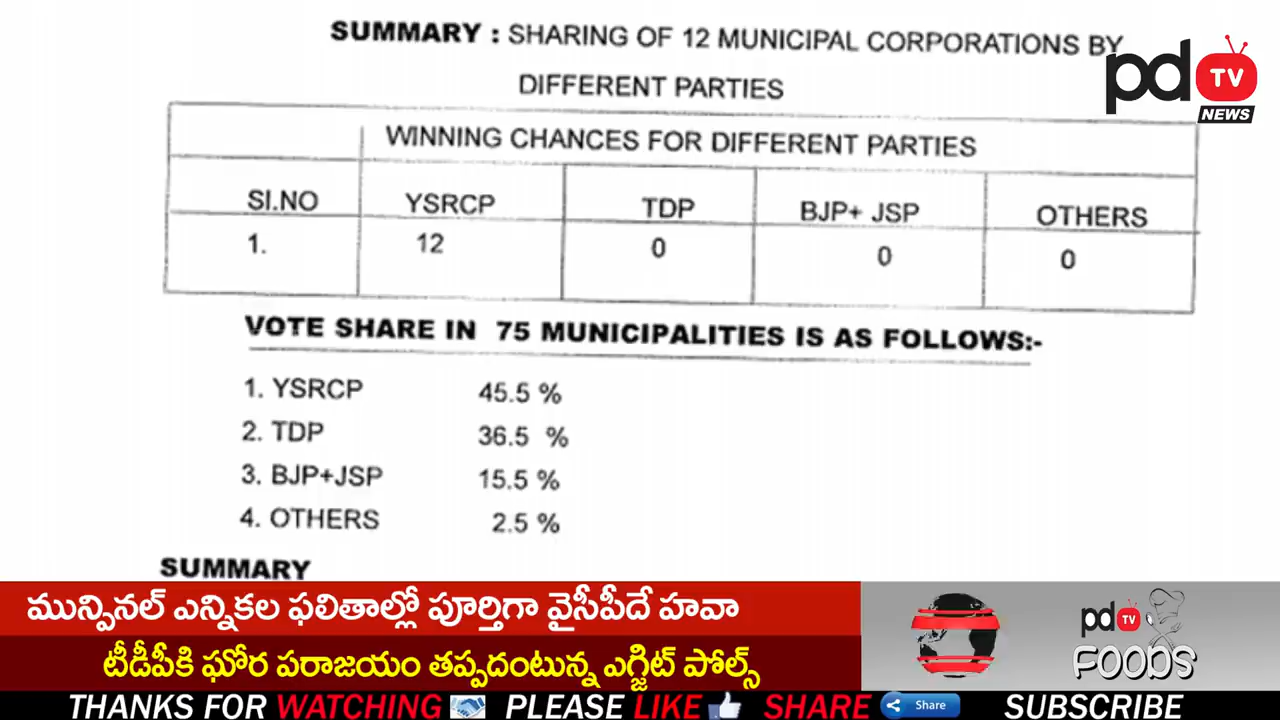 SUMMARY : SHARING OF 12 MUNICIPAL CORPORATIONS BY
DIFFERENT PARTIES
pd TV NEWS
WINNING CHANCES FOR DIFFERENT PARTIES
SI.NO YSRCP TDP BJP+ JSP OTHERS
1. 12 0 0 0
VOTE SHARE IN 75 MUNICIPALITIES IS AS FOLLOWS:-
1. YSRCP 45.5 %
2. TDP 36.5 %
3. BJP+JSP 15.5 %
4. OTHERS 2.5 %
SUMMARY
మున్సిపల్ ఎన్నికల ఫలితాల్లో పూర్తిగా వైసీపీదే హవా
టీడీపీకి ఘోర పరాజయం తప్పదంటున్న ఎగ్జిట్ పోల్స్
pd TV
FOODS
THANKS FOR WATCHING PLEASE LIKE SHARE Share SUBSCRIBE